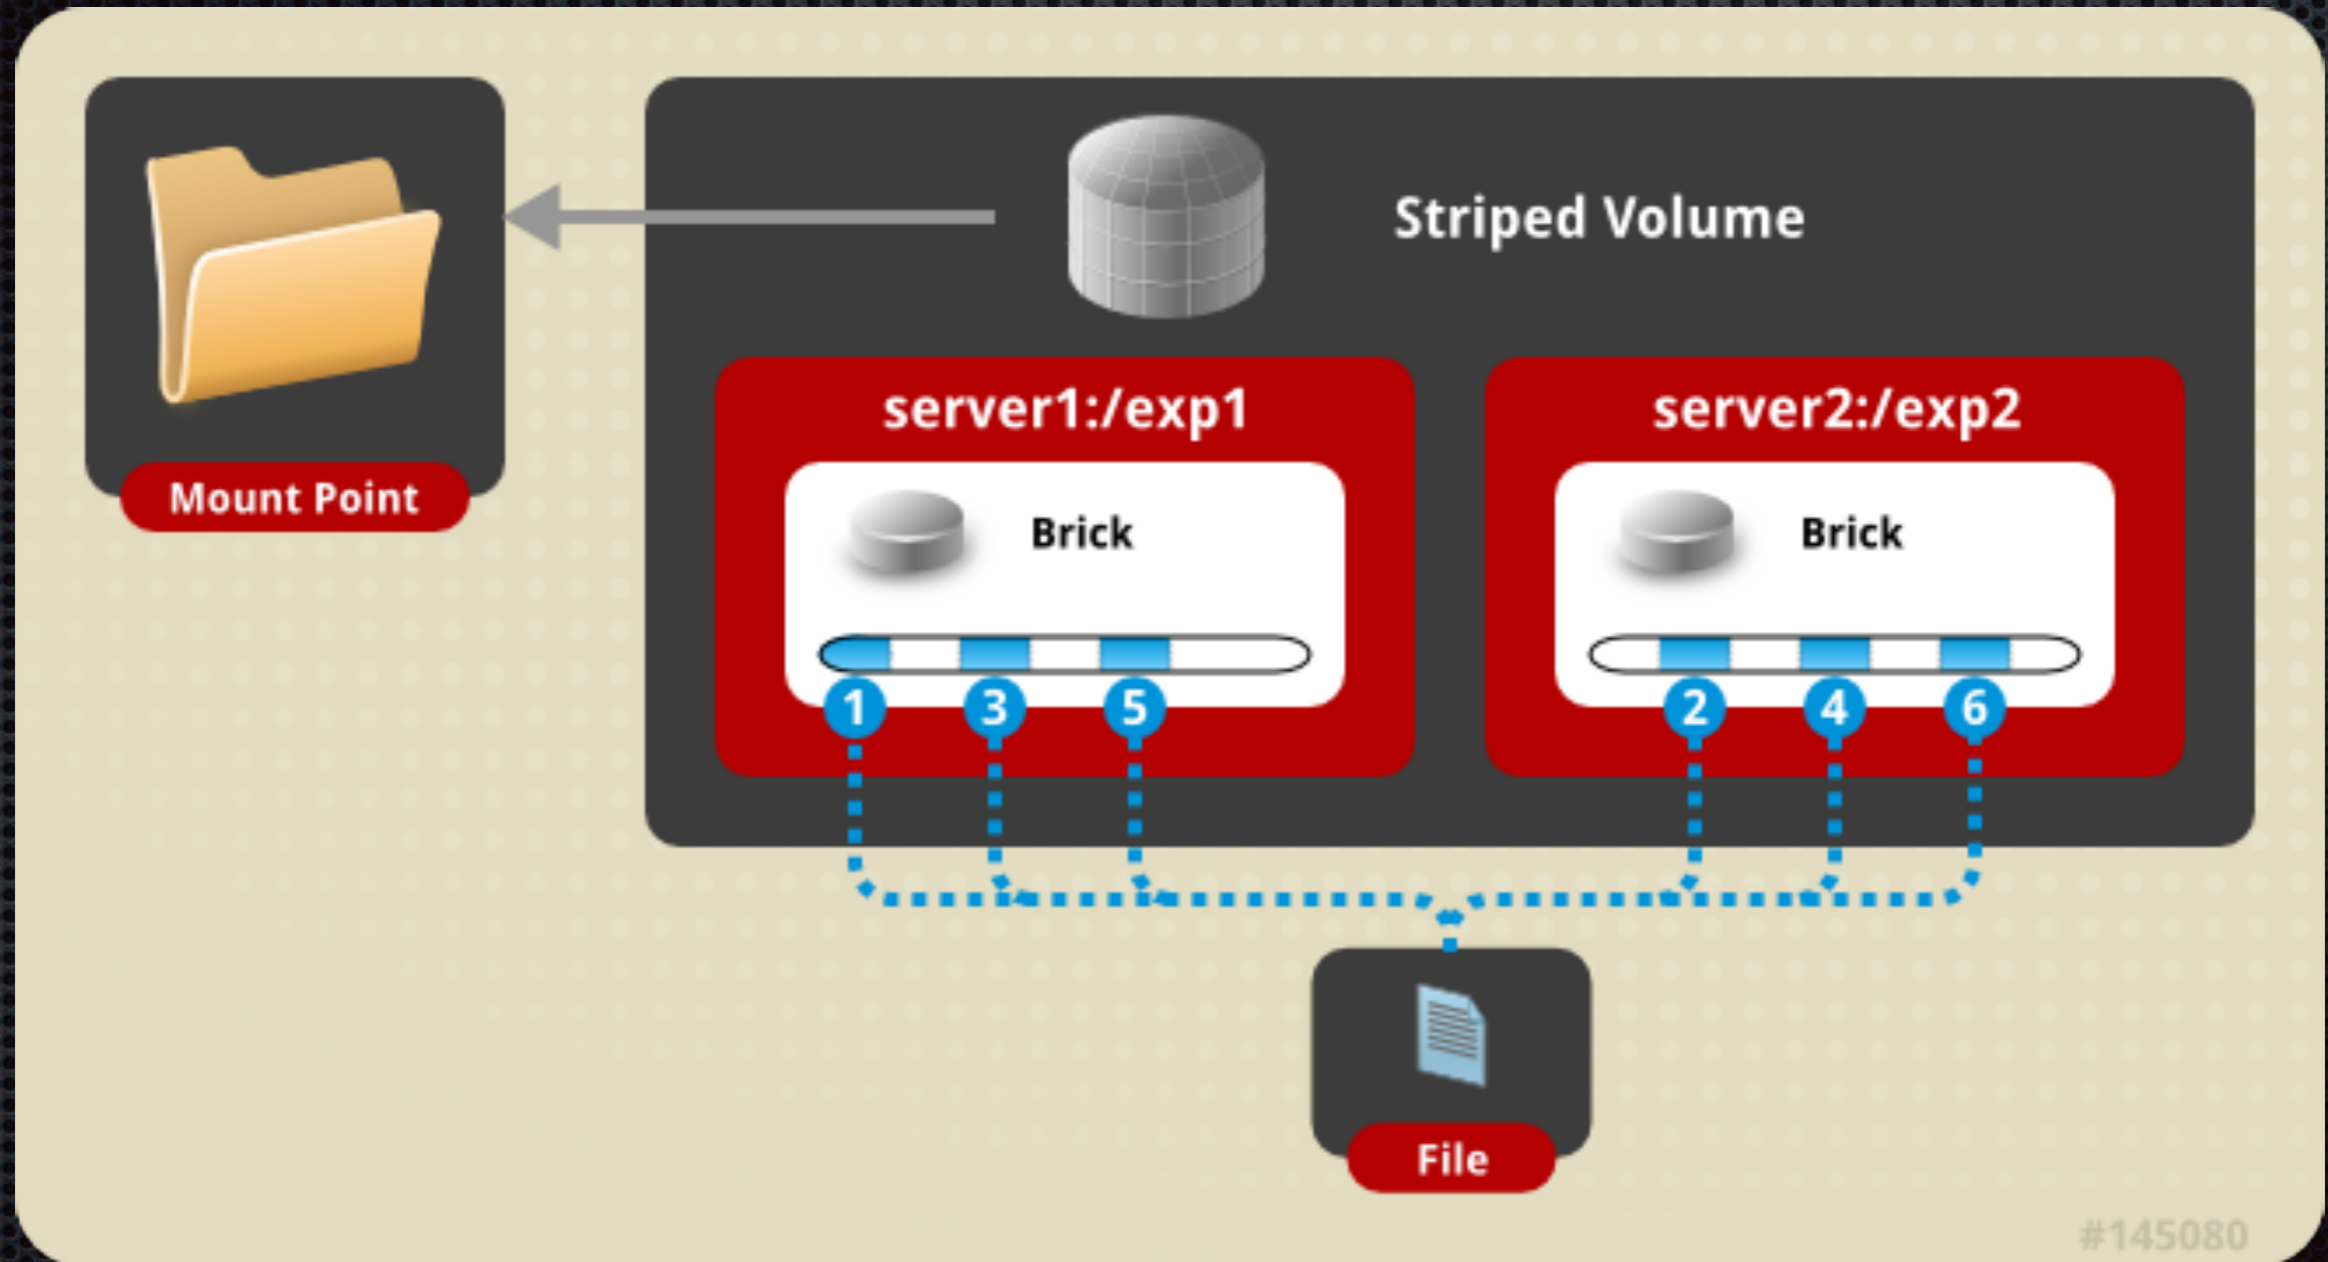 Striped Volume
Mount Point
server1:/exp1
server2:/exp2
Brick
Brick
1
3
5
2
4
6
File
#145080